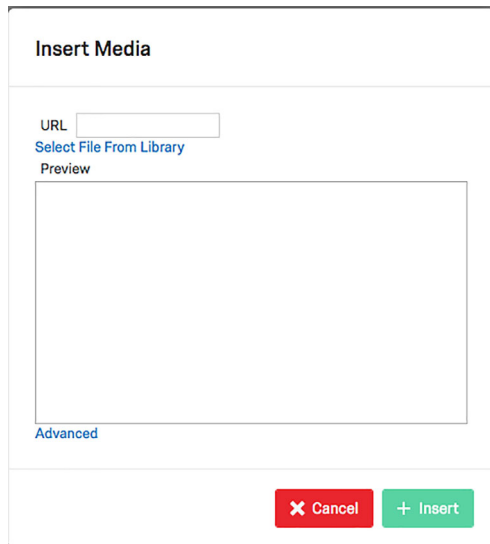 Insert Media
URL
Select File From Library
Preview
Advanced
Cancel
Insert